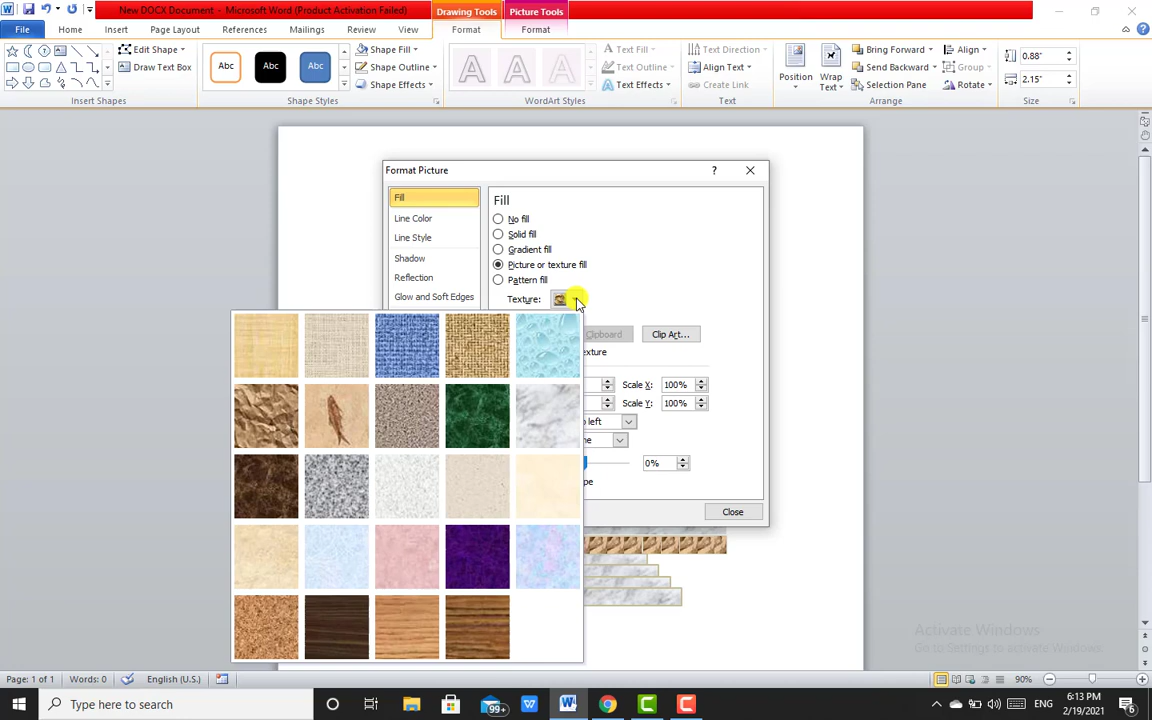 New DOCX Document - Microsoft Word (Product Activation Failed)
Drawing Tools
Picture Tools
File
Home
Insert
Page Layout
References
Mailings
Review
View
Format
Format
Edit Shape
Draw Text Box
Insert Shapes
Abc
Abc
Abc
Shape Fill
Shape Outline
Shape Effects
Shape Styles
A
A
A
WordArt Styles
Text Fill
Text Outline
Text Effects
Text Direction
Align Text
Create Link
Text
Position
Wrap
Text
Bring Forward
Send Backward
Selection Pane
Align
Group
Rotate
Arrange
0.88"
2.15"
Size
Format Picture
?
Fill
Line Color
Line Style
Shadow
Reflection
Glow and Soft Edges
Fill
No fill
Solid fill
Gradient fill
Picture or texture fill
Pattern fill
Texture:
Clipboard
Clip Art...
Scale X: 100%
Scale Y: 100%
0%
Close
Activate Windows
Go to Settings to activate Windows.
Page: 1 of 1
Words: 0
English (U.S.)
90%
Type here to search
99+
W
ENG
6:13 PM
2/19/2021
6